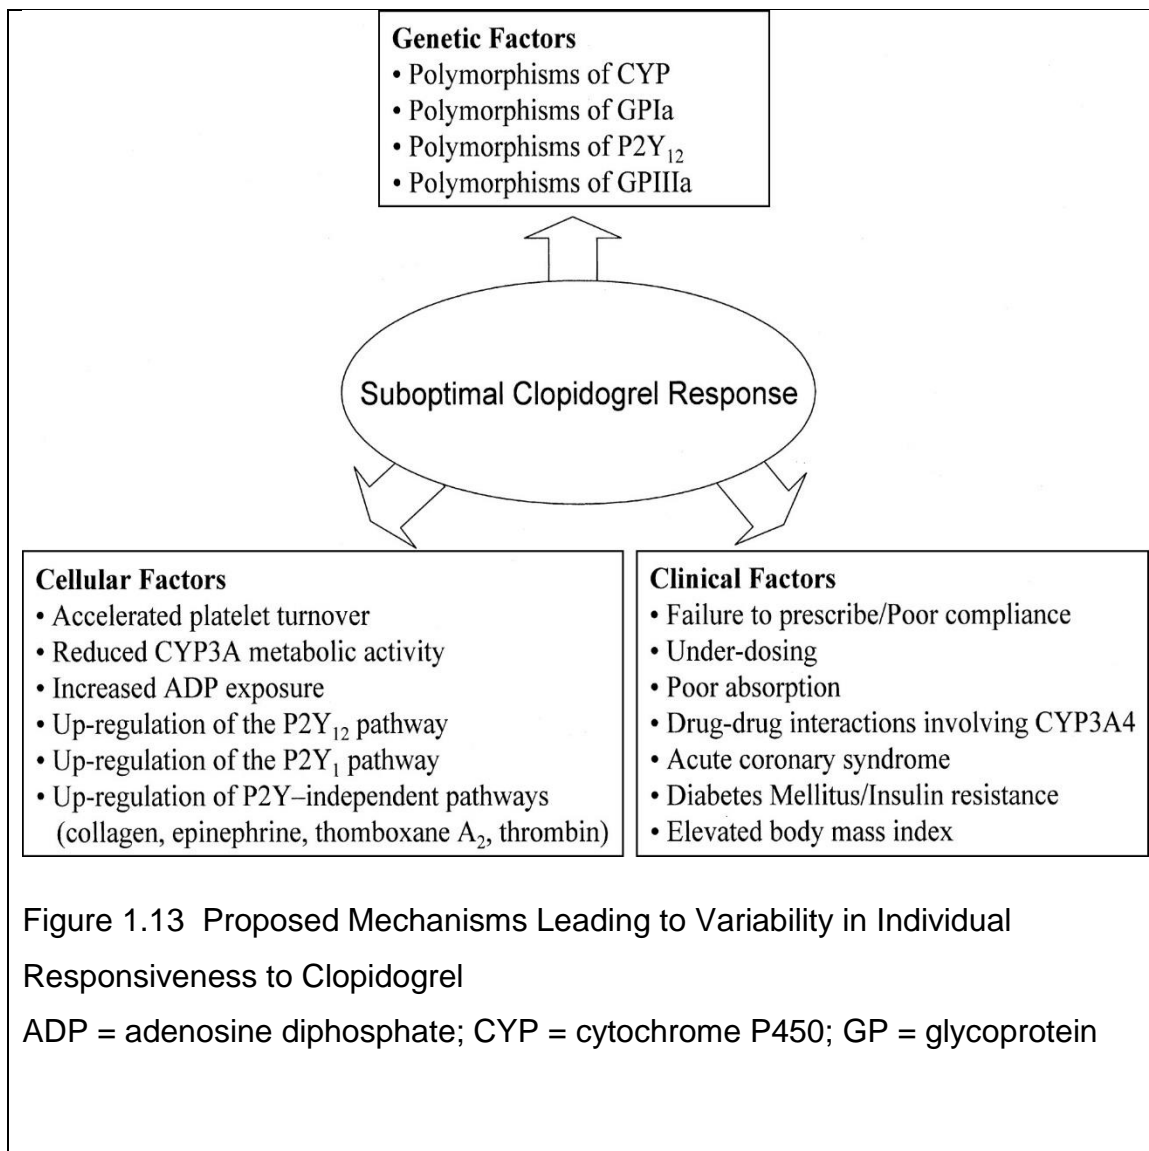 Genetic Factors
• Polymorphisms of CYP
• Polymorphisms of GPIa
• Polymorphisms of P2Y₁₂
• Polymorphisms of GPIIIa
Suboptimal Clopidogrel Response
Cellular Factors
• Accelerated platelet turnover
• Reduced CYP3A metabolic activity
• Increased ADP exposure
• Up-regulation of the P2Y₁₂ pathway
• Up-regulation of the P2Y₁ pathway
• Up-regulation of P2Y–independent pathways
(collagen, epinephrine, thomboxane A₂, thrombin)
Clinical Factors
• Failure to prescribe/Poor compliance
• Under-dosing
• Poor absorption
• Drug-drug interactions involving CYP3A4
• Acute coronary syndrome
• Diabetes Mellitus/Insulin resistance
• Elevated body mass index
Figure 1.13 Proposed Mechanisms Leading to Variability in Individual
Responsiveness to Clopidogrel
ADP = adenosine diphosphate; CYP = cytochrome P450; GP = glycoprotein